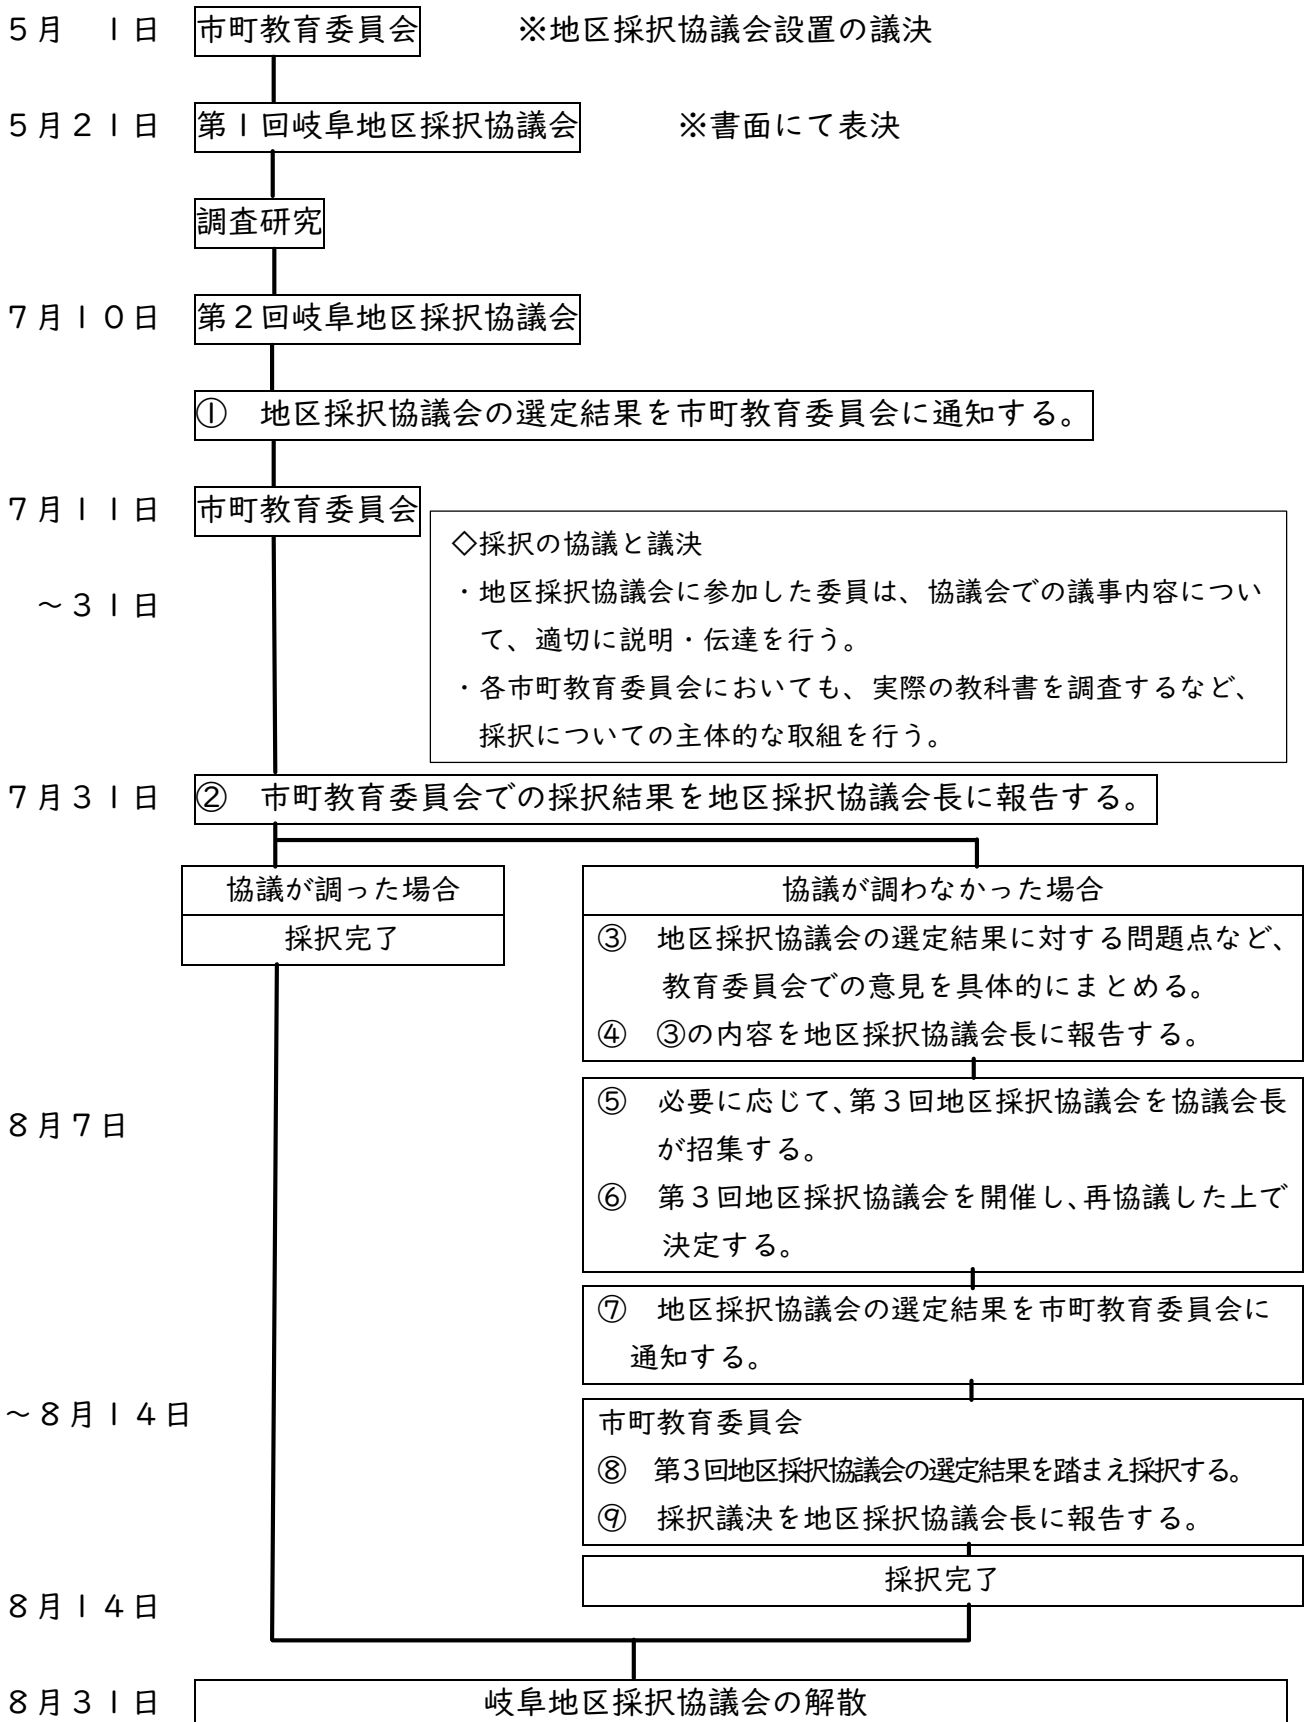 ５月　１日　市町教育委員会　※地区採択協議会設置の議決
５月２１日　第１回岐阜地区採択協議会　※書面にて表決
調査研究
７月１０日　第２回岐阜地区採択協議会
①　地区採択協議会の選定結果を市町教育委員会に通知する。
７月１１日　市町教育委員会
～３１日
◇採択の協議と議決
・地区採択協議会に参加した委員は、協議会での議事内容につい
て、適切に説明・伝達を行う。
・各市町教育委員会においても、実際の教科書を調査するなど、
採択についての主体的な取組を行う。
７月３１日　②　市町教育委員会での採択結果を地区採択協議会長に報告する。
協議が調った場合
採択完了
協議が調わなかった場合
③　地区採択協議会の選定結果に対する問題点など、
教育委員会での意見を具体的にまとめる。
④　③の内容を地区採択協議会長に報告する。
８月７日
⑤　必要に応じて、第３回地区採択協議会を協議会長
が招集する。
⑥　第３回地区採択協議会を開催し、再協議した上で
決定する。
⑦　地区採択協議会の選定結果を市町教育委員会に
通知する。
～８月１４日
市町教育委員会
⑧　第３回地区採択協議会の選定結果を踏まえ採択する。
⑨　採択議決を地区採択協議会長に報告する。
採択完了
８月１４日
８月３１日　岐阜地区採択協議会の解散